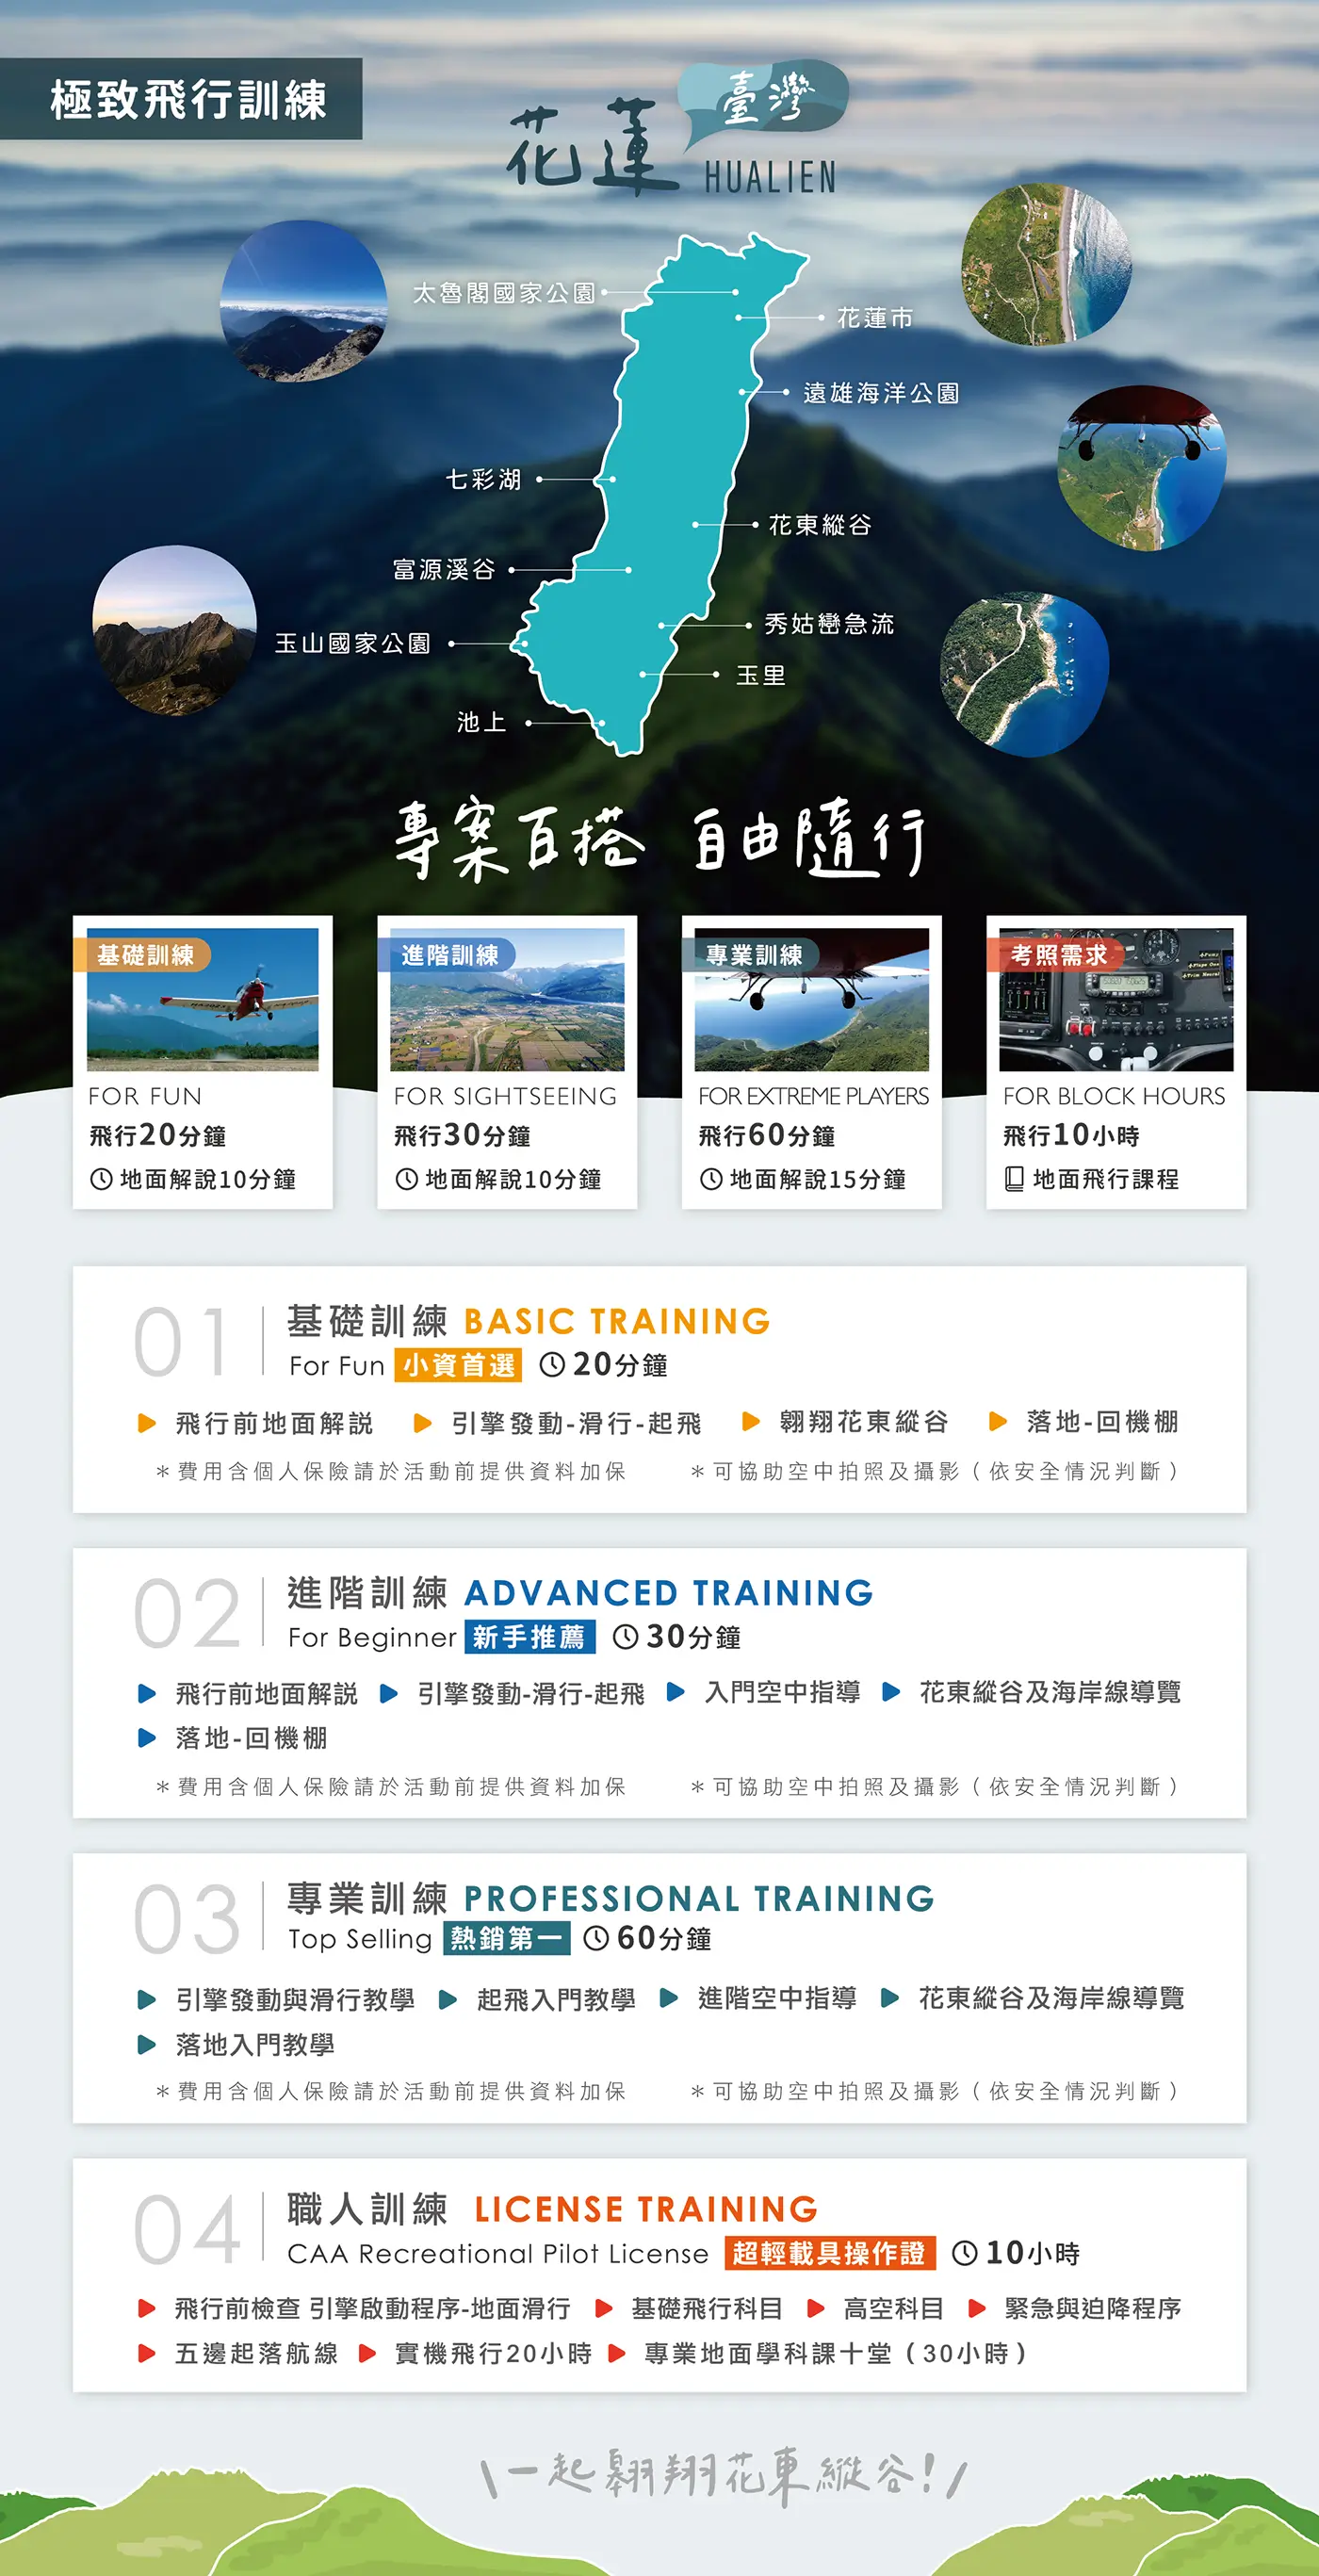 極致飛行訓練
臺灣
花蓮
HUALIEN
太魯閣國家公園
花蓮市
遠雄海洋公園
七彩湖
花東縱谷
富源溪谷
秀姑巒急流
玉山國家公園
玉里
池上
專案百搭 自由隨行
基礎訓練
FOR FUN
飛行20分鐘
地面解說10分鐘
進階訓練
FOR SIGHTSEEING
飛行30分鐘
地面解說10分鐘
專業訓練
FOR EXTREME PLAYERS
飛行60分鐘
地面解說15分鐘
考照需求
FOR BLOCK HOURS
飛行10小時
地面飛行課程
01 基礎訓練 BASIC TRAINING
For Fun 小資首選 20分鐘
飛行前地面解説 引擎發動-滑行-起飛 翱翔花東縱谷 落地-回機棚
＊費用含個人保險請於活動前提供資料加保 ＊可協助空中拍照及攝影（依安全情況判斷）
02 進階訓練 ADVANCED TRAINING
For Beginner 新手推薦 30分鐘
飛行前地面解説 引擎發動-滑行-起飛 入門空中指導 花東縱谷及海岸線導覽
落地-回機棚
＊費用含個人保險請於活動前提供資料加保 ＊可協助空中拍照及攝影（依安全情況判斷）
03 專業訓練 PROFESSIONAL TRAINING
Top Selling 熱銷第一 60分鐘
引擎發動與滑行教學 起飛入門教學 進階空中指導 花東縱谷及海岸線導覽
落地入門教學
＊費用含個人保險請於活動前提供資料加保 ＊可協助空中拍照及攝影（依安全情況判斷）
04 職人訓練 LICENSE TRAINING
CAA Recreational Pilot License 超輕載具操作證 10小時
飛行前檢查 引擎啟動程序-地面滑行 基礎飛行科目 高空科目 緊急與迫降程序
五邊起落航線 實機飛行20小時 專業地面學科課十堂（30小時）
\一起翱翔花東縱谷!/